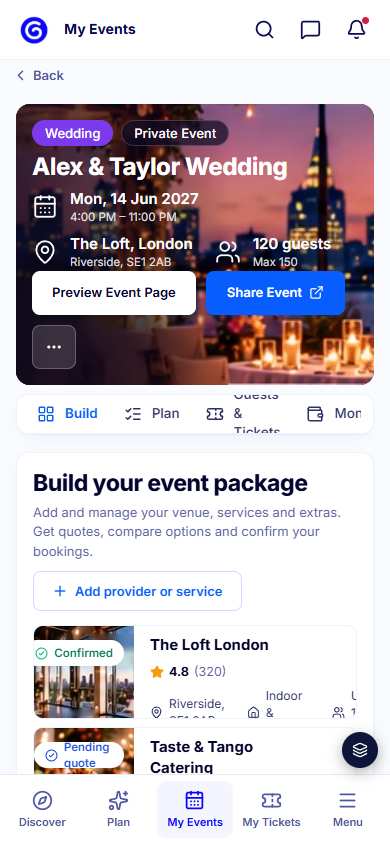 My Events
Back
Wedding
Private Event
Alex & Taylor Wedding
Mon, 14 Jun 2027
4:00 PM – 11:00 PM
The Loft, London
Riverside, SE1 2AB
120 guests
Max 150
Preview Event Page
Share Event
Build
Plan
Guests
&
Tickets
Build your event package
Add and manage your venue, services and extras.
Get quotes, compare options and confirm your
bookings.
Add provider or service
Confirmed
The Loft London
4.8 (320)
Riverside,
Indoor
&
Pending
quote
Taste & Tango
Catering
Discover
Plan
My Events
My Tickets
Menu